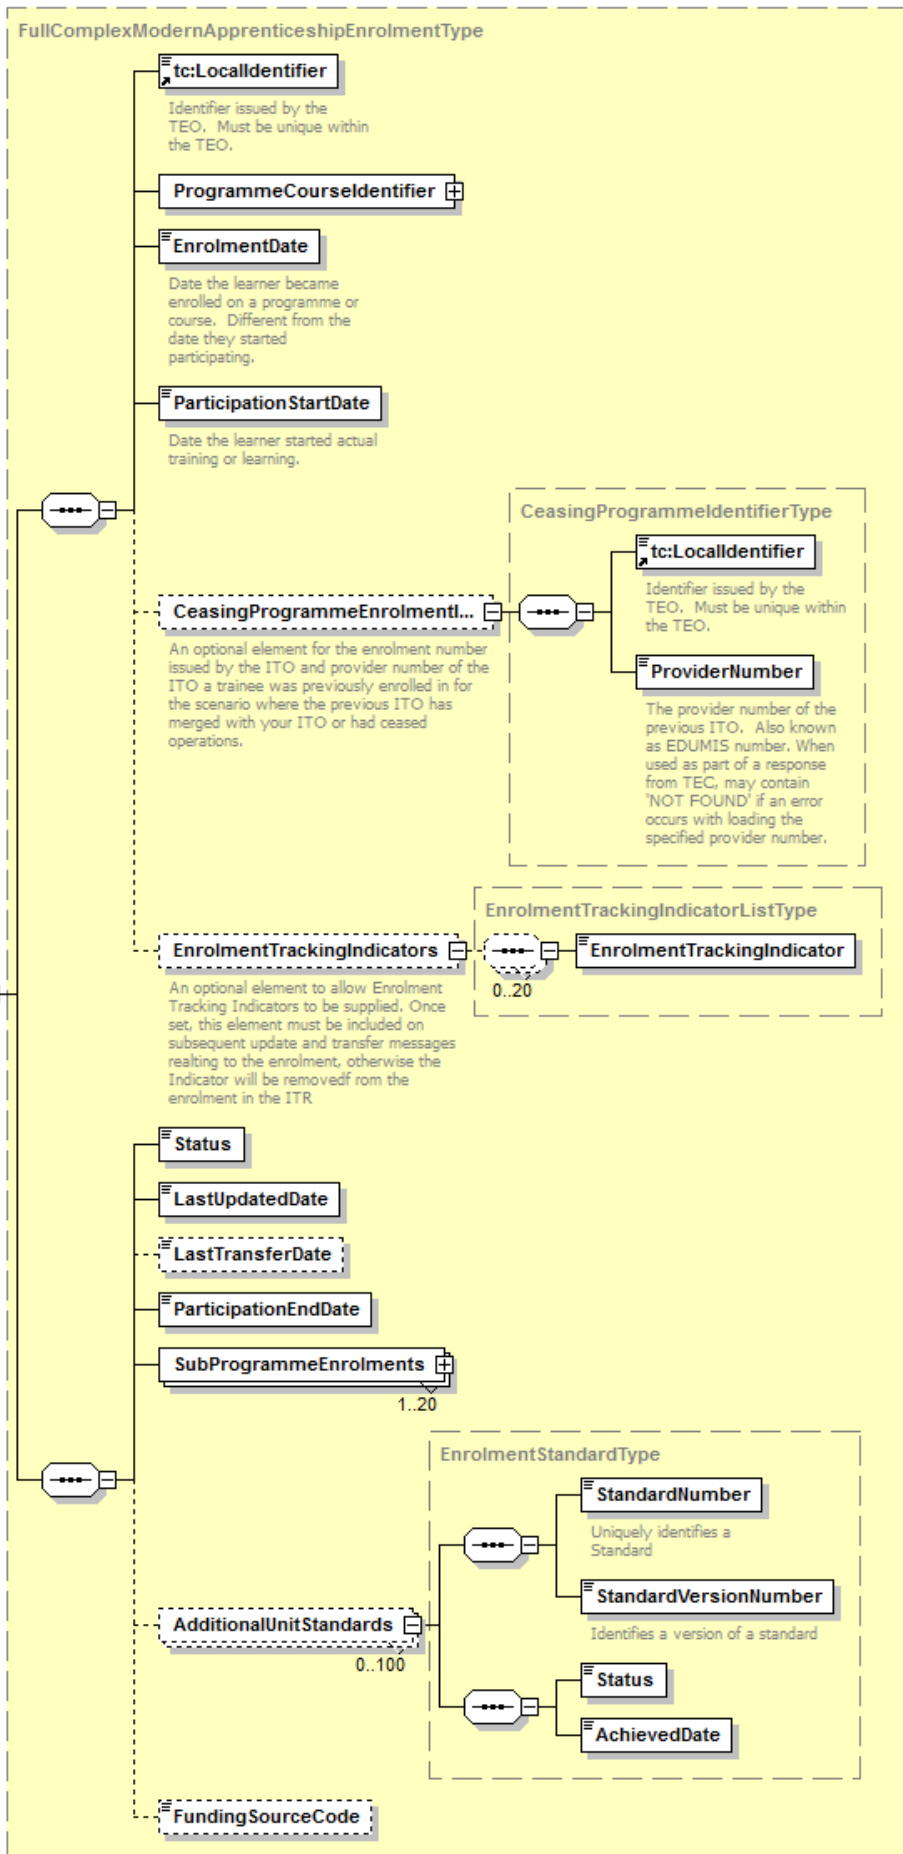 FullComplexModernApprenticeshipEnrolmentType
tc:LocalIdentifier
Identifier issued by the
TEO.  Must be unique within
the TEO.
ProgrammeCourseIdentifier
EnrolmentDate
Date the learner became
enrolled on a programme or
course.  Different from the
date they started
participating.
ParticipationStartDate
Date the learner started actual
training or learning.
CeasingProgrammeEnrolmentI...
An optional element for the enrolment number
issued by the ITO and provider number of the
ITO a trainee was previously enrolled in for
the scenario where the previous ITO has
merged with your ITO or had ceased
operations.
CeasingProgrammeIdentifierType
tc:LocalIdentifier
Identifier issued by the
TEO.  Must be unique within
the TEO.
ProviderNumber
The provider number of the
previous ITO.  Also known
as EDUMIS number. When
used as part of a response
from TEC, may contain
'NOT FOUND' if an error
occurs with loading the
specified provider number.
EnrolmentTrackingIndicators
An optional element to allow Enrolment
Tracking Indicators to be supplied. Once
set, this element must be included on
subsequent update and transfer messages
realting to the enrolment, otherwise the
Indicator will be removedf rom the
enrolment in the ITR
EnrolmentTrackingIndicatorListType
0..20
EnrolmentTrackingIndicator
Status
LastUpdatedDate
LastTransferDate
ParticipationEndDate
SubProgrammeEnrolments
1..20
AdditionalUnitStandards
0..100
EnrolmentStandardType
StandardNumber
Uniquely identifies a
Standard
StandardVersionNumber
Identifies a version of a standard
Status
AchievedDate
FundingSourceCode